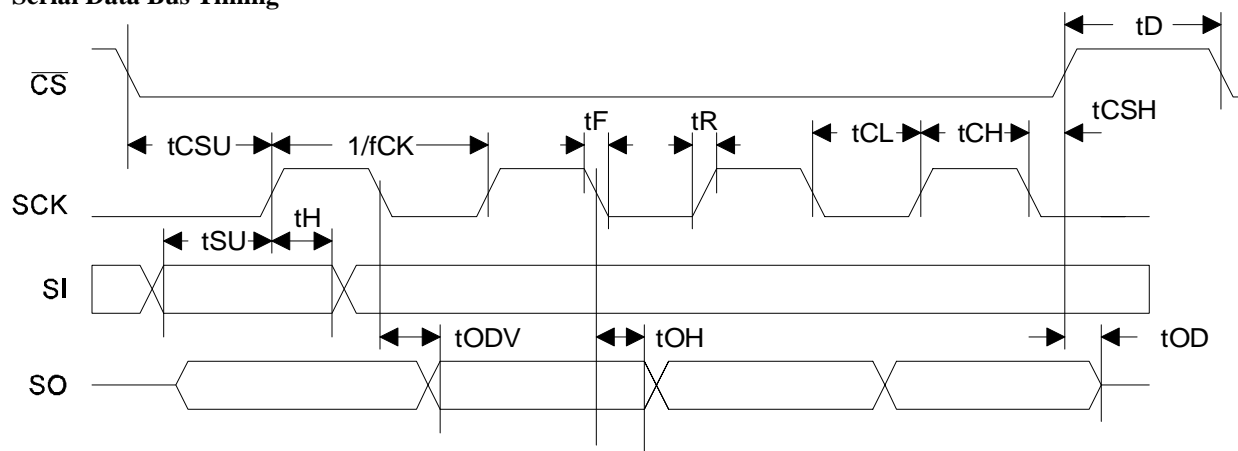 Serial Data Bus Timing
tD
CS
tCSH
tF
tR
tCL
tCH
tCSU
1/fCK
SCK
tH
tSU
SI
tODV
tOH
tOD
SO